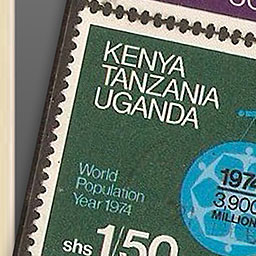 KENYA
TANZANIA
UGANDA
World
Population
Year 1974
1974
3,900
MILLION
shs 1/50